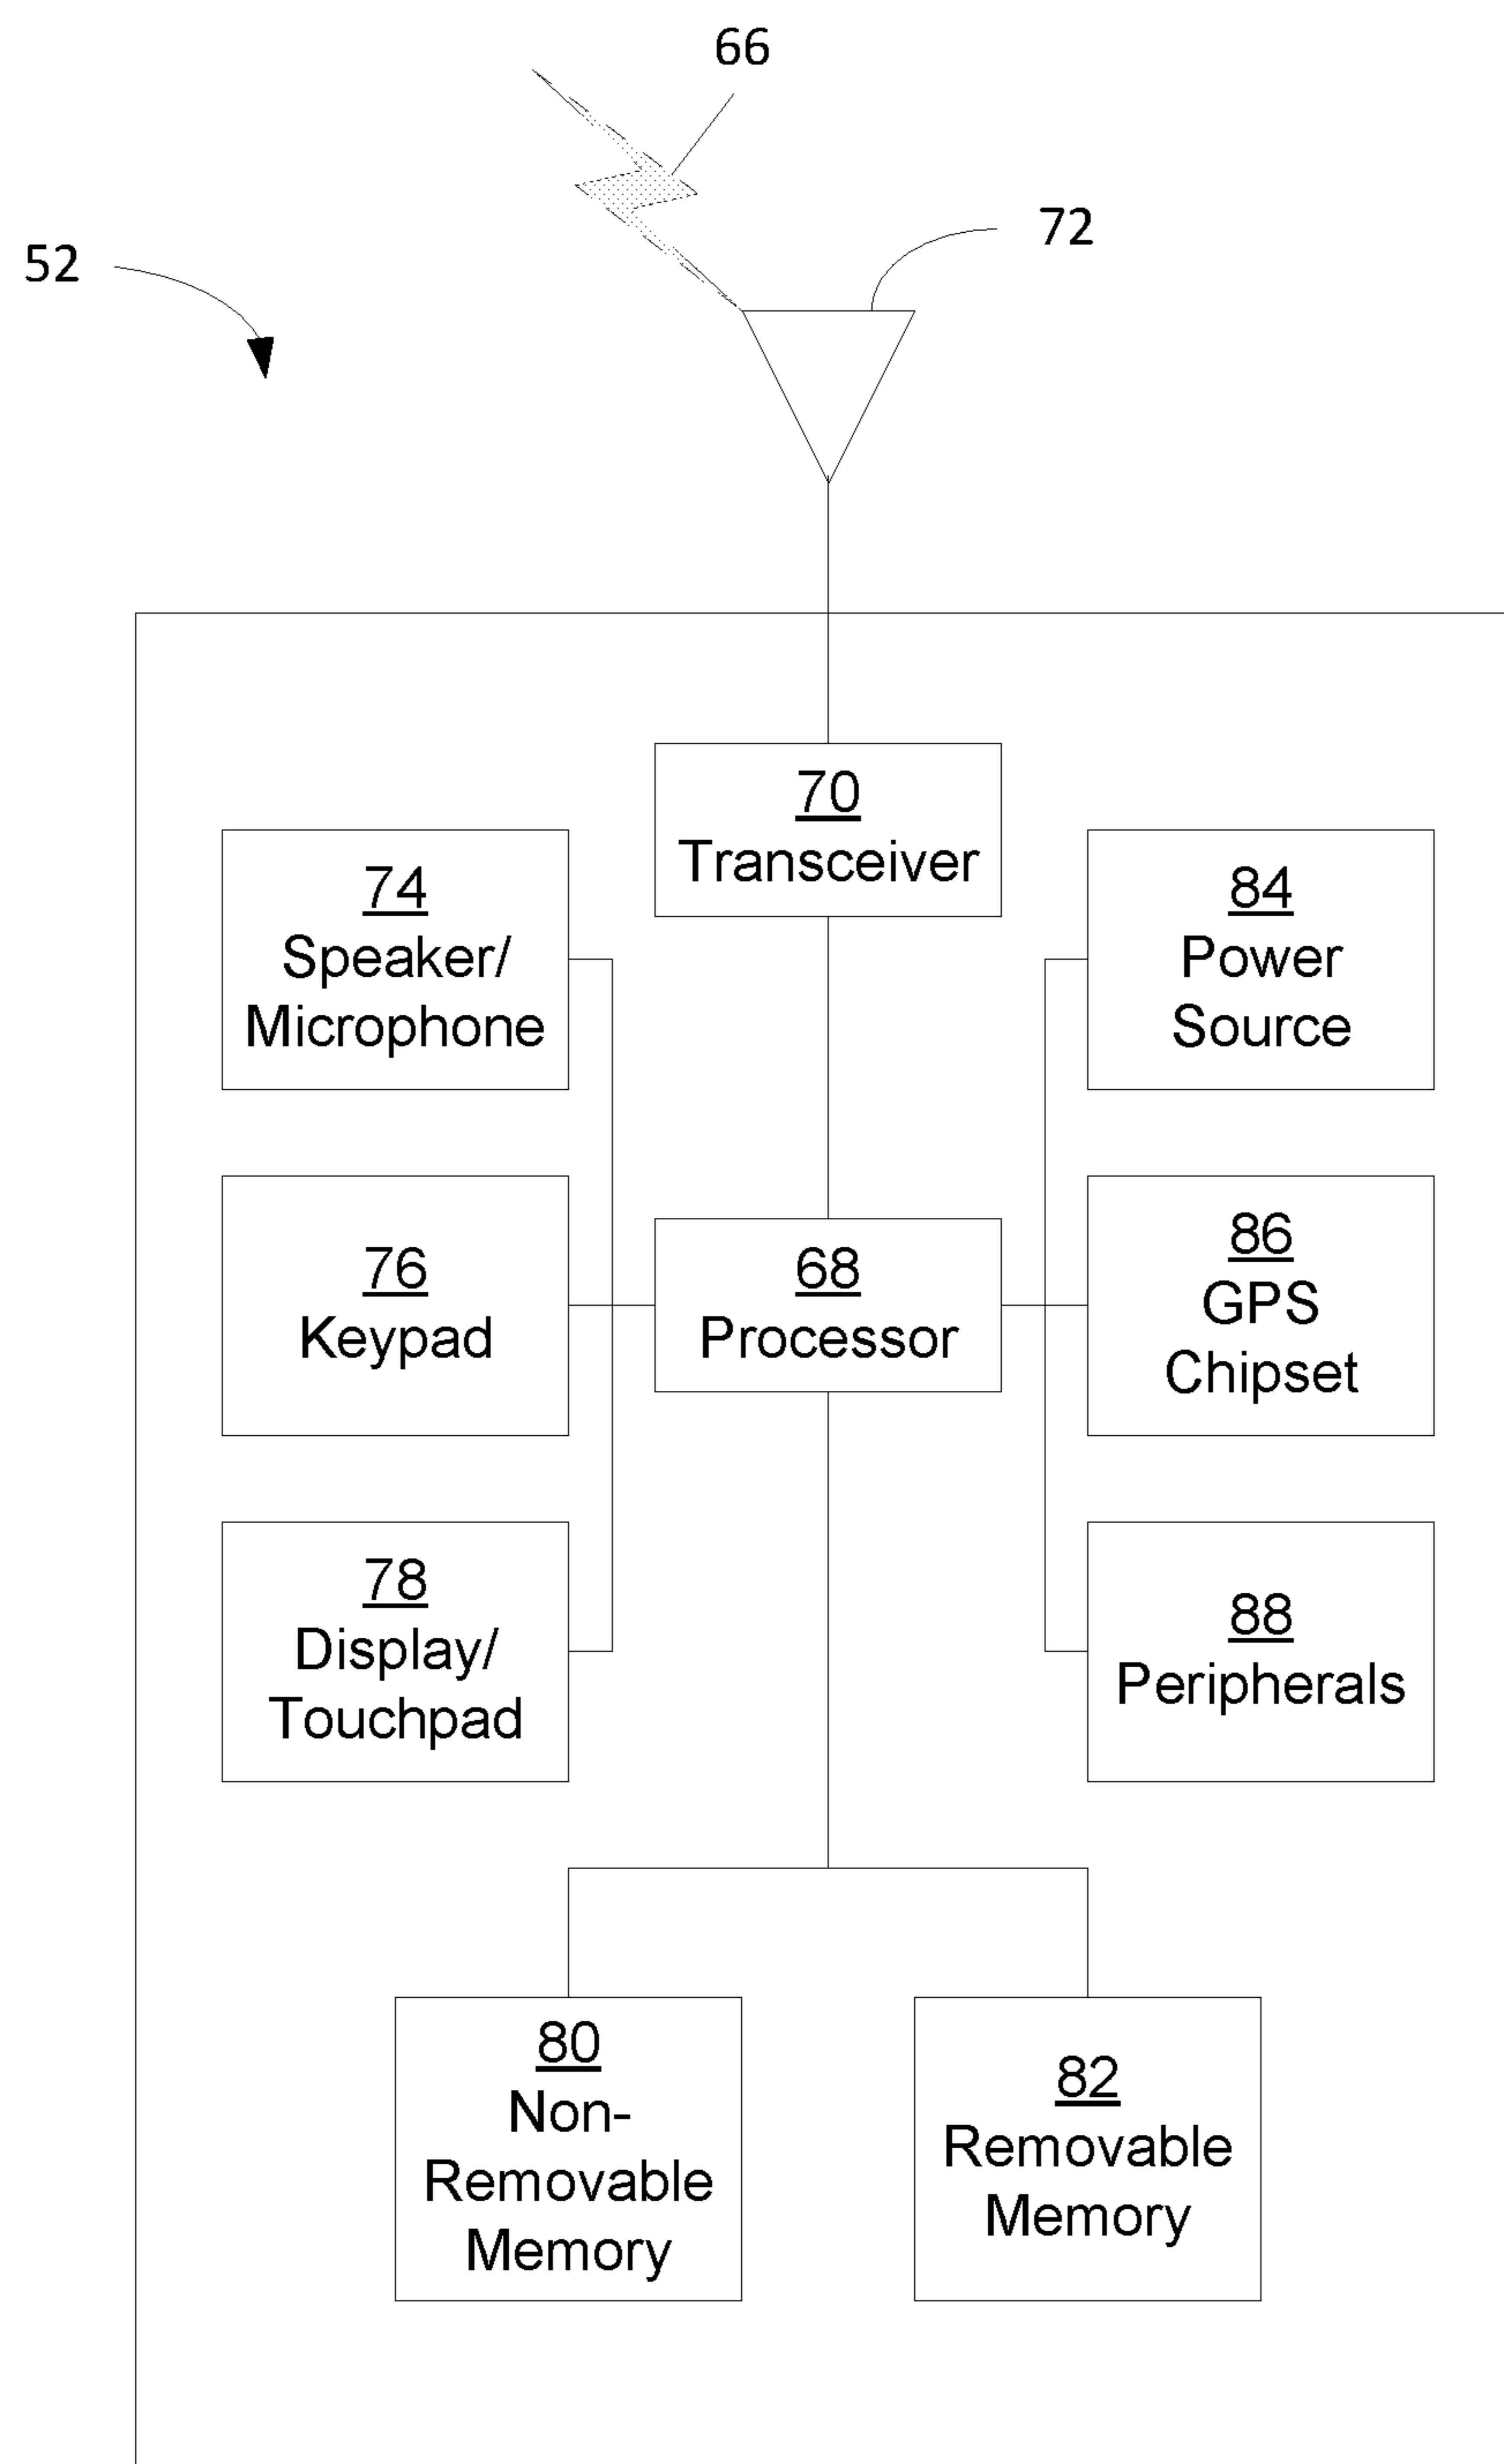 66
72
52
70
Transceiver
74
Speaker/
Microphone
84
Power
Source
76
Keypad
68
Processor
86
GPS
Chipset
78
Display/
Touchpad
88
Peripherals
80
Non-
Removable
Memory
82
Removable
Memory